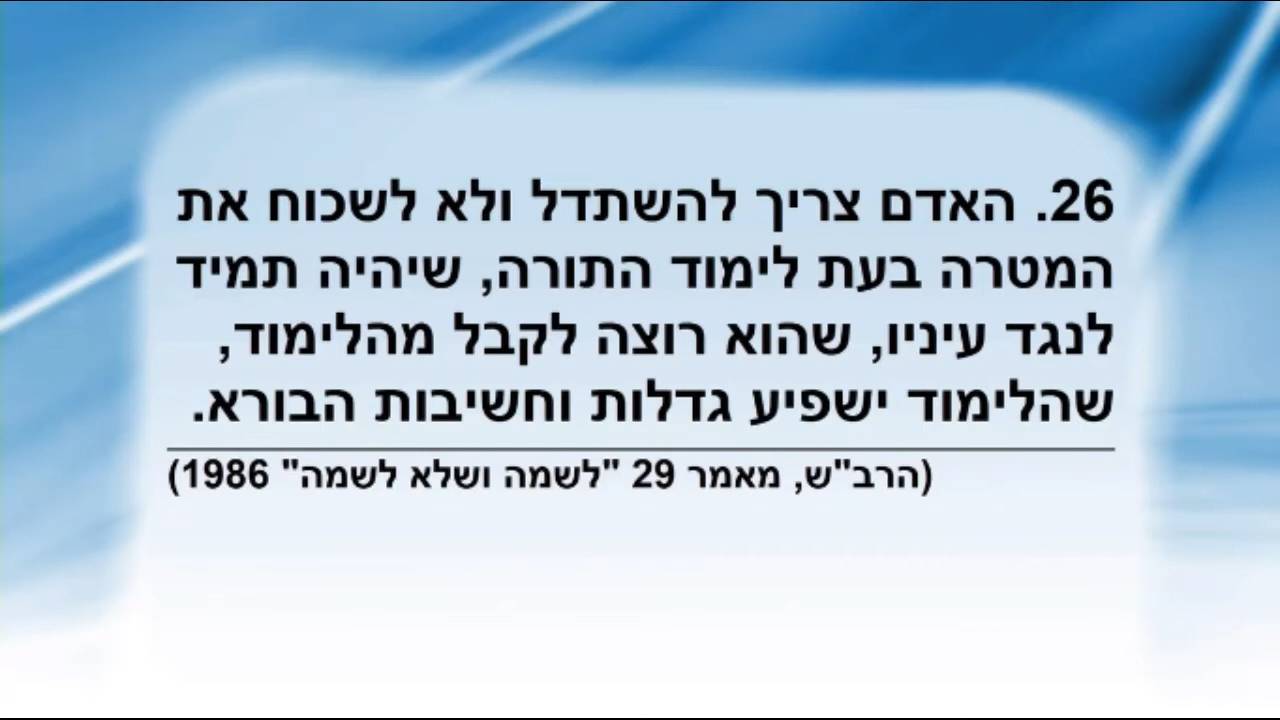 26. האדם צריך להשתדל ולא לשכוח את
המטרה בעת לימוד התורה, שיהיה תמיד
לנגד עיניו, שהוא רוצה לקבל מהלימוד,
שהלימוד ישפיע גדלות וחשיבות הבורא.
(הרב"ש, מאמר 29 "לשמה ושלא לשמה" 1986)